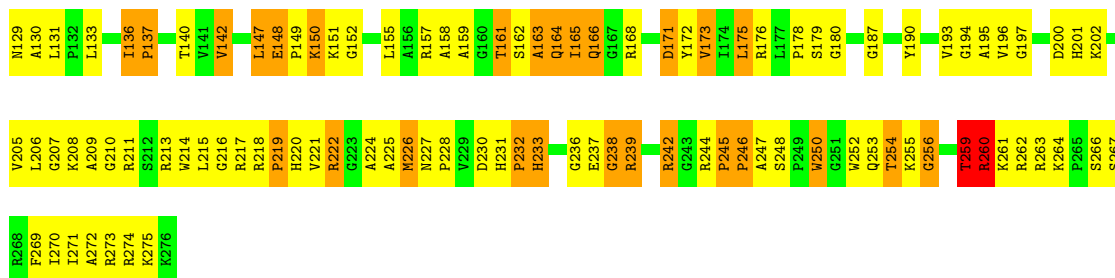 N129 A130 L131 P132 L133 I136 P137 T140 V141 V142 L147 E148 P149 K150 K151 G152 L155 A156 R157 A158 A159 G160 T161 S162 A163 Q164 I165 Q166 G167 R168 D171 Y172 V173 I174 L175 R176 L177 P178 S179 G180 G187 Y190 V193 G194 A195 V196 G197 D200 H201 K202
V205 L206 G207 K208 A209 G210 R211 S212 R213 W214 L215 G216 R217 R218 P219 H220 V221 R222 G223 A224 A225 M226 N227 P228 V229 D230 H231 P232 H233 G236 E237 G238 R239 R242 G243 R244 P245 P246 A247 S248 P249 W250 G251 W252 Q253 T254 K255 G256 T259 R260 K261 R262 R263 K264 P265 S266 S267
R268 F269 I270 I271 A272 R273 R274 K275 K276